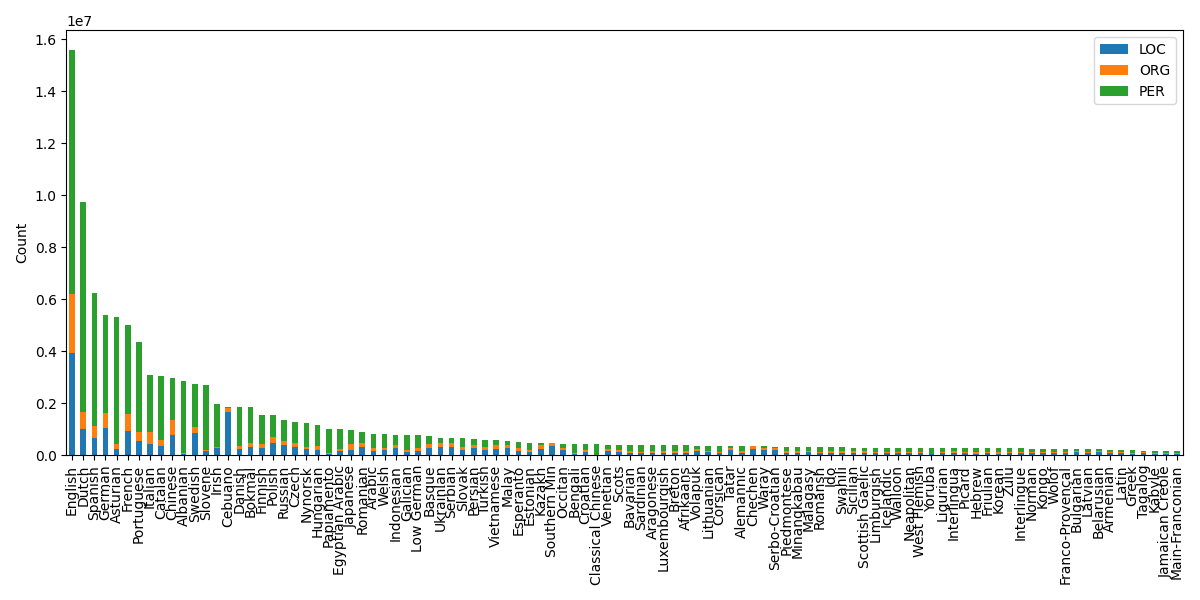 1e7
1.6
1.4
1.2
1.0
0.8
0.6
0.4
0.2
0.0
Count
LOC
ORG
PER
English
Dutch
Spanish
German
Asturian
French
Portuguese
Italian
Catalan
Chinese
Albanian
Swedish
Slovene
Irish
Cebuano
Danish
Bokmål
Finnish
Polish
Russian
Czech
Nynorsk
Hungarian
Papiamento
Egyptian Arabic
Japanese
Romanian
Arabic
Welsh
Indonesian
Galician
Low German
Basque
Ukrainian
Serbian
Slovak
Persian
Turkish
Vietnamese
Malay
Esperanto
Estonian
Kazakh
Southern Min
Occitan
Bengali
Croatian
Classical Chinese
Venetian
Scots
Bavarian
Sardinian
Aragonese
Luxembourgish
Breton
Afrikaans
Volapük
Lithuanian
Corsican
Tatar
Alemannic
Chechen
Waray
Serbo-Croatian
Piedmontese
Minangkabau
Malagasy
Romansh
Ido
Swahili
Sicilian
Scottish Gaelic
Limburgish
Icelandic
Walloon
Neapolitan
West Flemish
Yoruba
Ligurian
Interlingua
Picard
Hebrew
Friulian
Korean
Zulu
Interlingue
Norman
Kongo
Wolof
Franco-Provencal
Bulgarian
Latvian
Belarusian
Armenian
Latin
Greek
Tagalog
Kabyle
Jamaican Creole
Main-Franconian